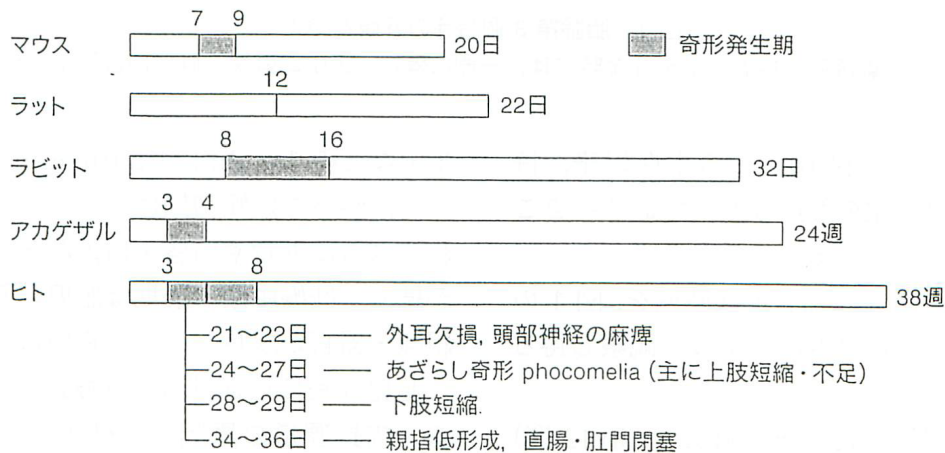 7 9
マウス 20日 奇形発生期
12
ラット 22日
8 16
ラビット 32日
3 4
アカゲザル 24週
3 8
ヒト 38週
21〜22日 外耳欠損, 頭部神経の麻痺
24〜27日 あざらし奇形 phocomelia (主に上肢短縮・不足)
28〜29日 下肢短縮.
34〜36日 親指低形成, 直腸・肛門閉塞